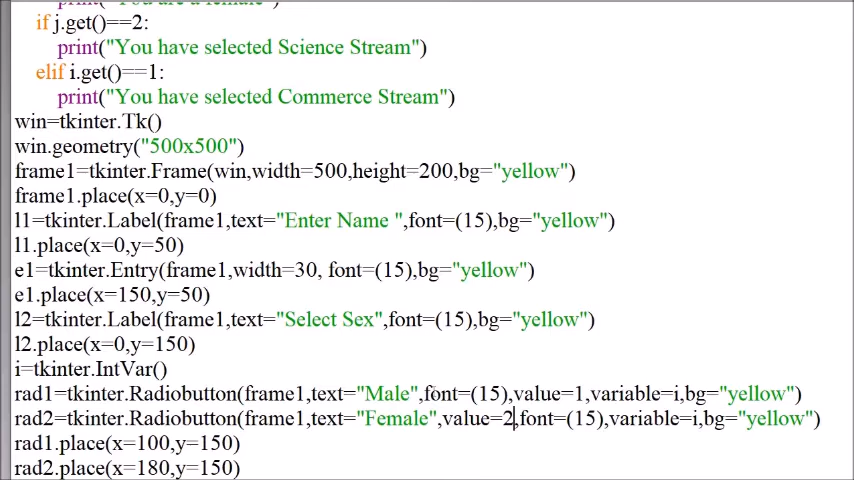 print("You are a female")
if j.get()==2:
print("You have selected Science Stream")
elif i.get()==1:
print("You have selected Commerce Stream")
win=tkinter.Tk()
win.geometry("500x500")
frame1=tkinter.Frame(win,width=500,height=200,bg="yellow")
frame1.place(x=0,y=0)
l1=tkinter.Label(frame1,text="Enter Name ",font=(15),bg="yellow")
l1.place(x=0,y=50)
e1=tkinter.Entry(frame1,width=30, font=(15),bg="yellow")
e1.place(x=150,y=50)
l2=tkinter.Label(frame1,text="Select Sex",font=(15),bg="yellow")
l2.place(x=0,y=150)
i=tkinter.IntVar()
rad1=tkinter.Radiobutton(frame1,text="Male",font=(15),value=1,variable=i,bg="yellow")
rad2=tkinter.Radiobutton(frame1,text="Female",value=2,font=(15),variable=i,bg="yellow")
rad1.place(x=100,y=150)
rad2.place(x=180,y=150)